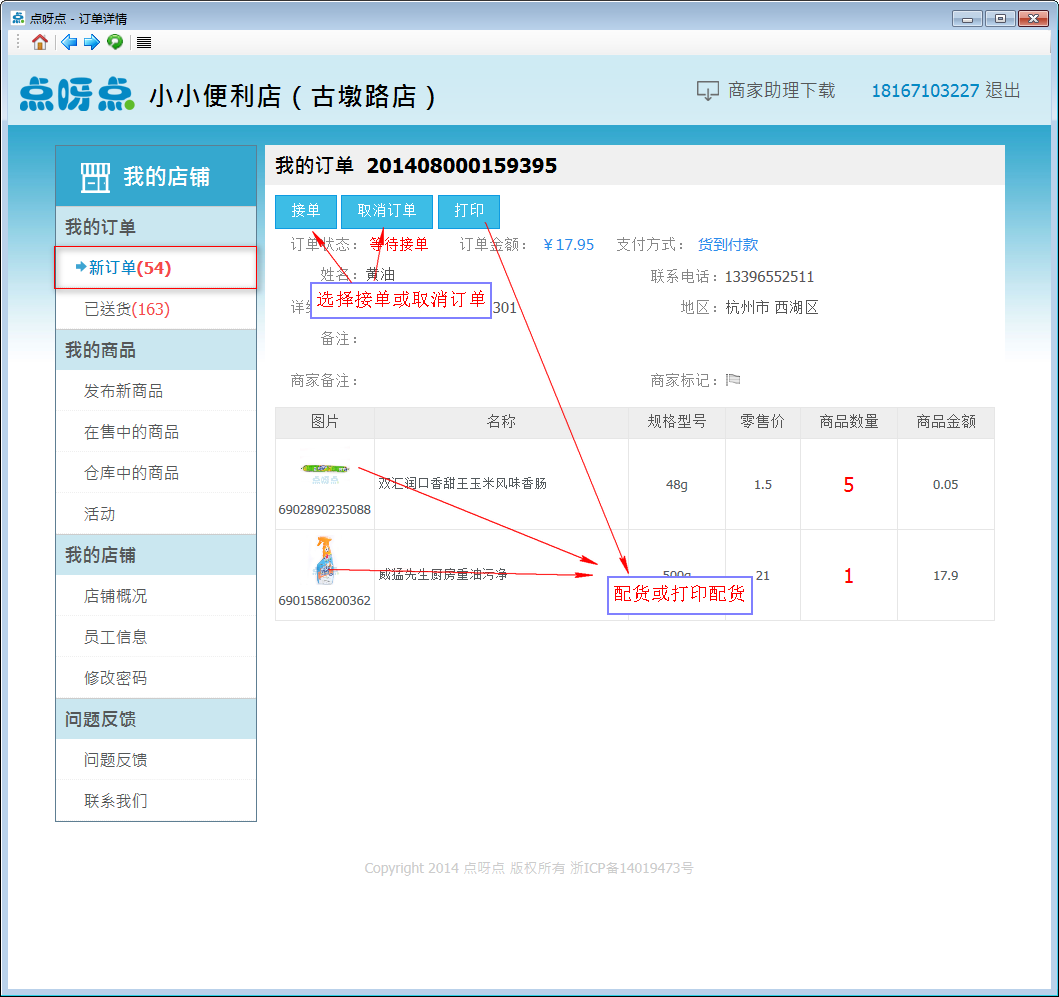 点呀点 - 订单详情
点呀点 小小便利店（古墩路店）
商家助理下载 18167103227 退出
我的店铺
我的订单
新订单(54)
已送货(163)
我的商品
发布新商品
在售中的商品
仓库中的商品
活动
我的店铺
店铺概况
员工信息
修改密码
问题反馈
问题反馈
联系我们
我的订单 201408000159395
接单 取消订单 打印
订单状态： 等待接单 订单金额： ￥17.95 支付方式： 货到付款
姓名： 黄油 联系电话： 13396552511
选择接单或取消订单
301 地区： 杭州市 西湖区
备注：
商家备注： 商家标记：
图片 名称 规格型号 零售价 商品数量 商品金额
点呀点
6902890235088 双汇润口香甜王玉米风味香肠 48g 1.5 5 0.05
6901586200362 威猛先生厨房重油污净 500g 21 1 17.9
配货或打印配货
Copyright 2014 点呀点 版权所有 浙ICP备14019473号